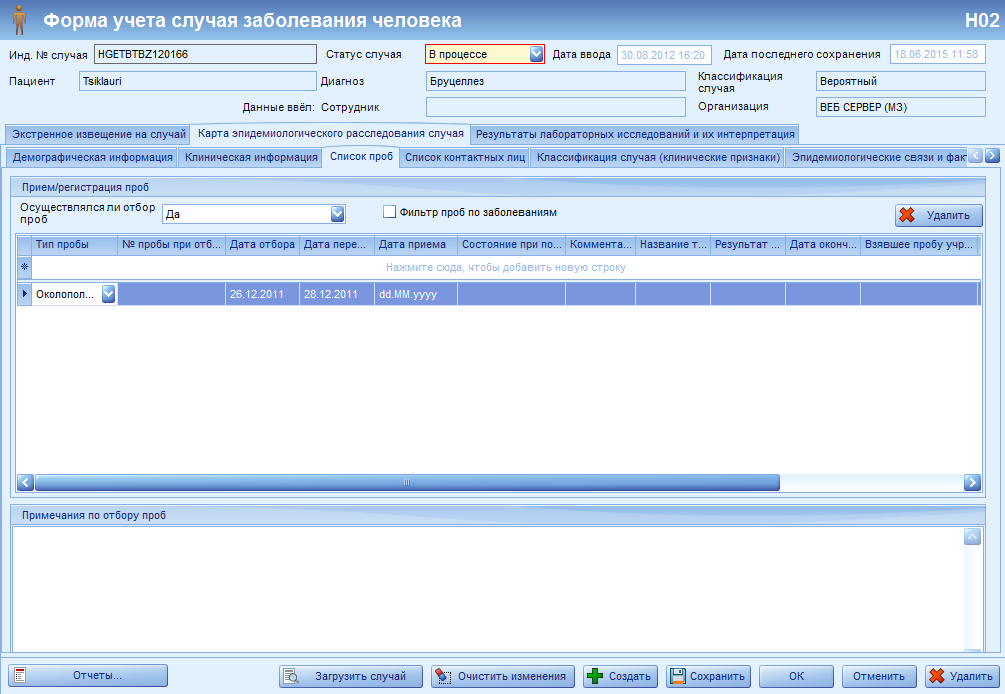 Форма учета случая заболевания человека H02
Инд. № случая HGETBTBZ120166 Статус случая В процессе Дата ввода 30.08.2012 16:20 Дата последнего сохранения 18.06.2015 11:58
Пациент Tsiklauri Диагноз Бруцеллез Классификация случая Вероятный
Данные ввёл: Сотрудник Организация ВЕБ СЕРВЕР (МЗ)
Экстренное извещение на случай Карта эпидемиологического расследования случая Результаты лабораторных исследований и их интерпретация
Демографическая информация Клиническая информация Список проб Список контактных лиц Классификация случая (клинические признаки) Эпидемиологические связи и фак
Прием/регистрация проб
Осуществлялся ли отбор проб Да Фильтр проб по заболеваниям Удалить
Тип пробы № пробы при отб... Дата отбора Дата пере... Дата приема Состояние при по... Коммента... Название т... Результат ... Дата оконч... Взявшее пробу учр...
Нажмите сюда, чтобы добавить новую строку
Околопол... 26.12.2011 28.12.2011 dd.MM.yyyy
Примечания по отбору проб
Отчеты... Загрузить случай Очистить изменения Создать Сохранить ОК Отменить Удалить